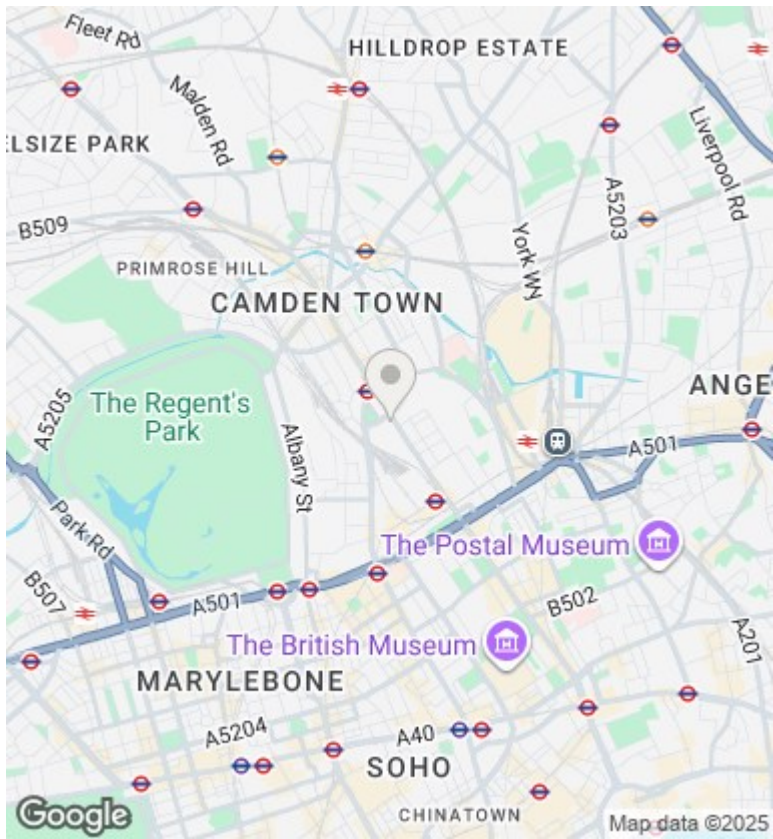 Fleet Rd
HILLDROP ESTATE
Malden Rd
Liverpool Rd
ELSIZE PARK
A5203
B509
York WY
PRIMROSE HILL
CAMDEN TOWN
A5205
The Regent's
Park
ANGE
Albany St
A501
Park Rd
The Postal Museum
B507
A501
B502
The British Museum
A201
MARYLEBONE
A5204
A40
SOHO
Google
CHINATOWN
Map data ©2025